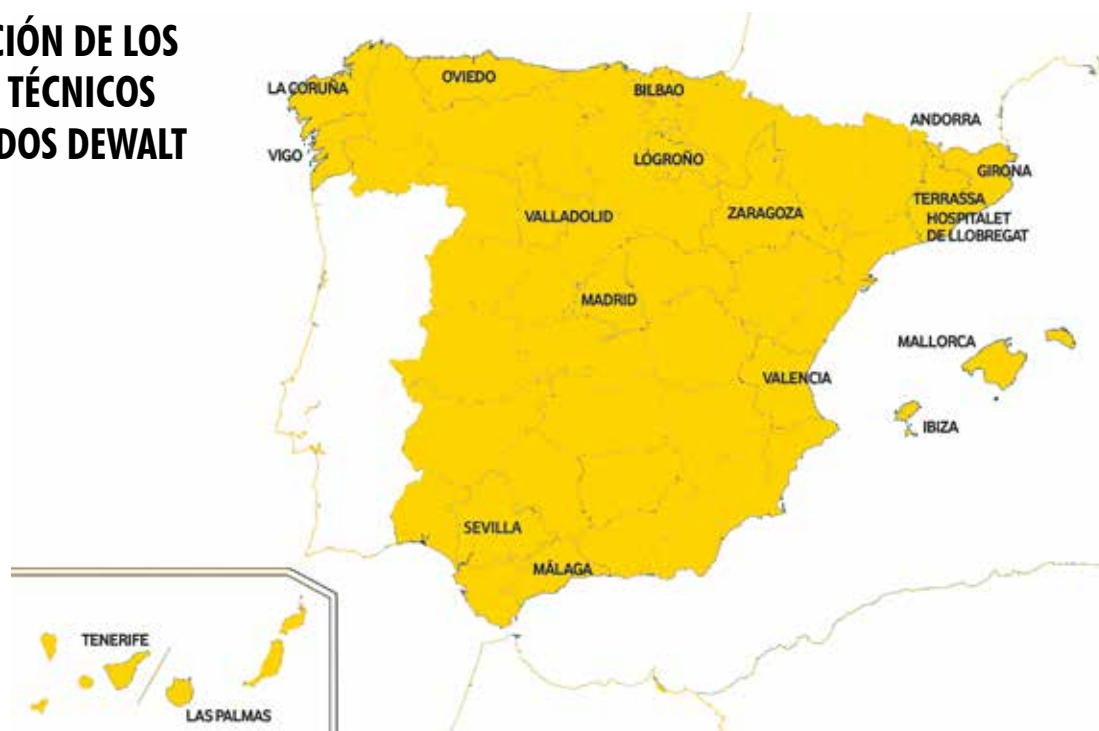 CIÓN DE LOS
TÉCNICOS
DOS DEWALT
LA CORUÑA
OVIEDO
BILBAO
ANDORRA
VIGO
LÓGROÑO
GIRONA
TERRASSA
VALLADOLID
ZARAGOZA
HOSPITALET
DE LLOBREGAT
MADRID
MALLORCA
VALENCIA
IBIZA
SEVILLA
MÁLAGA
TENERIFE
LAS PALMAS